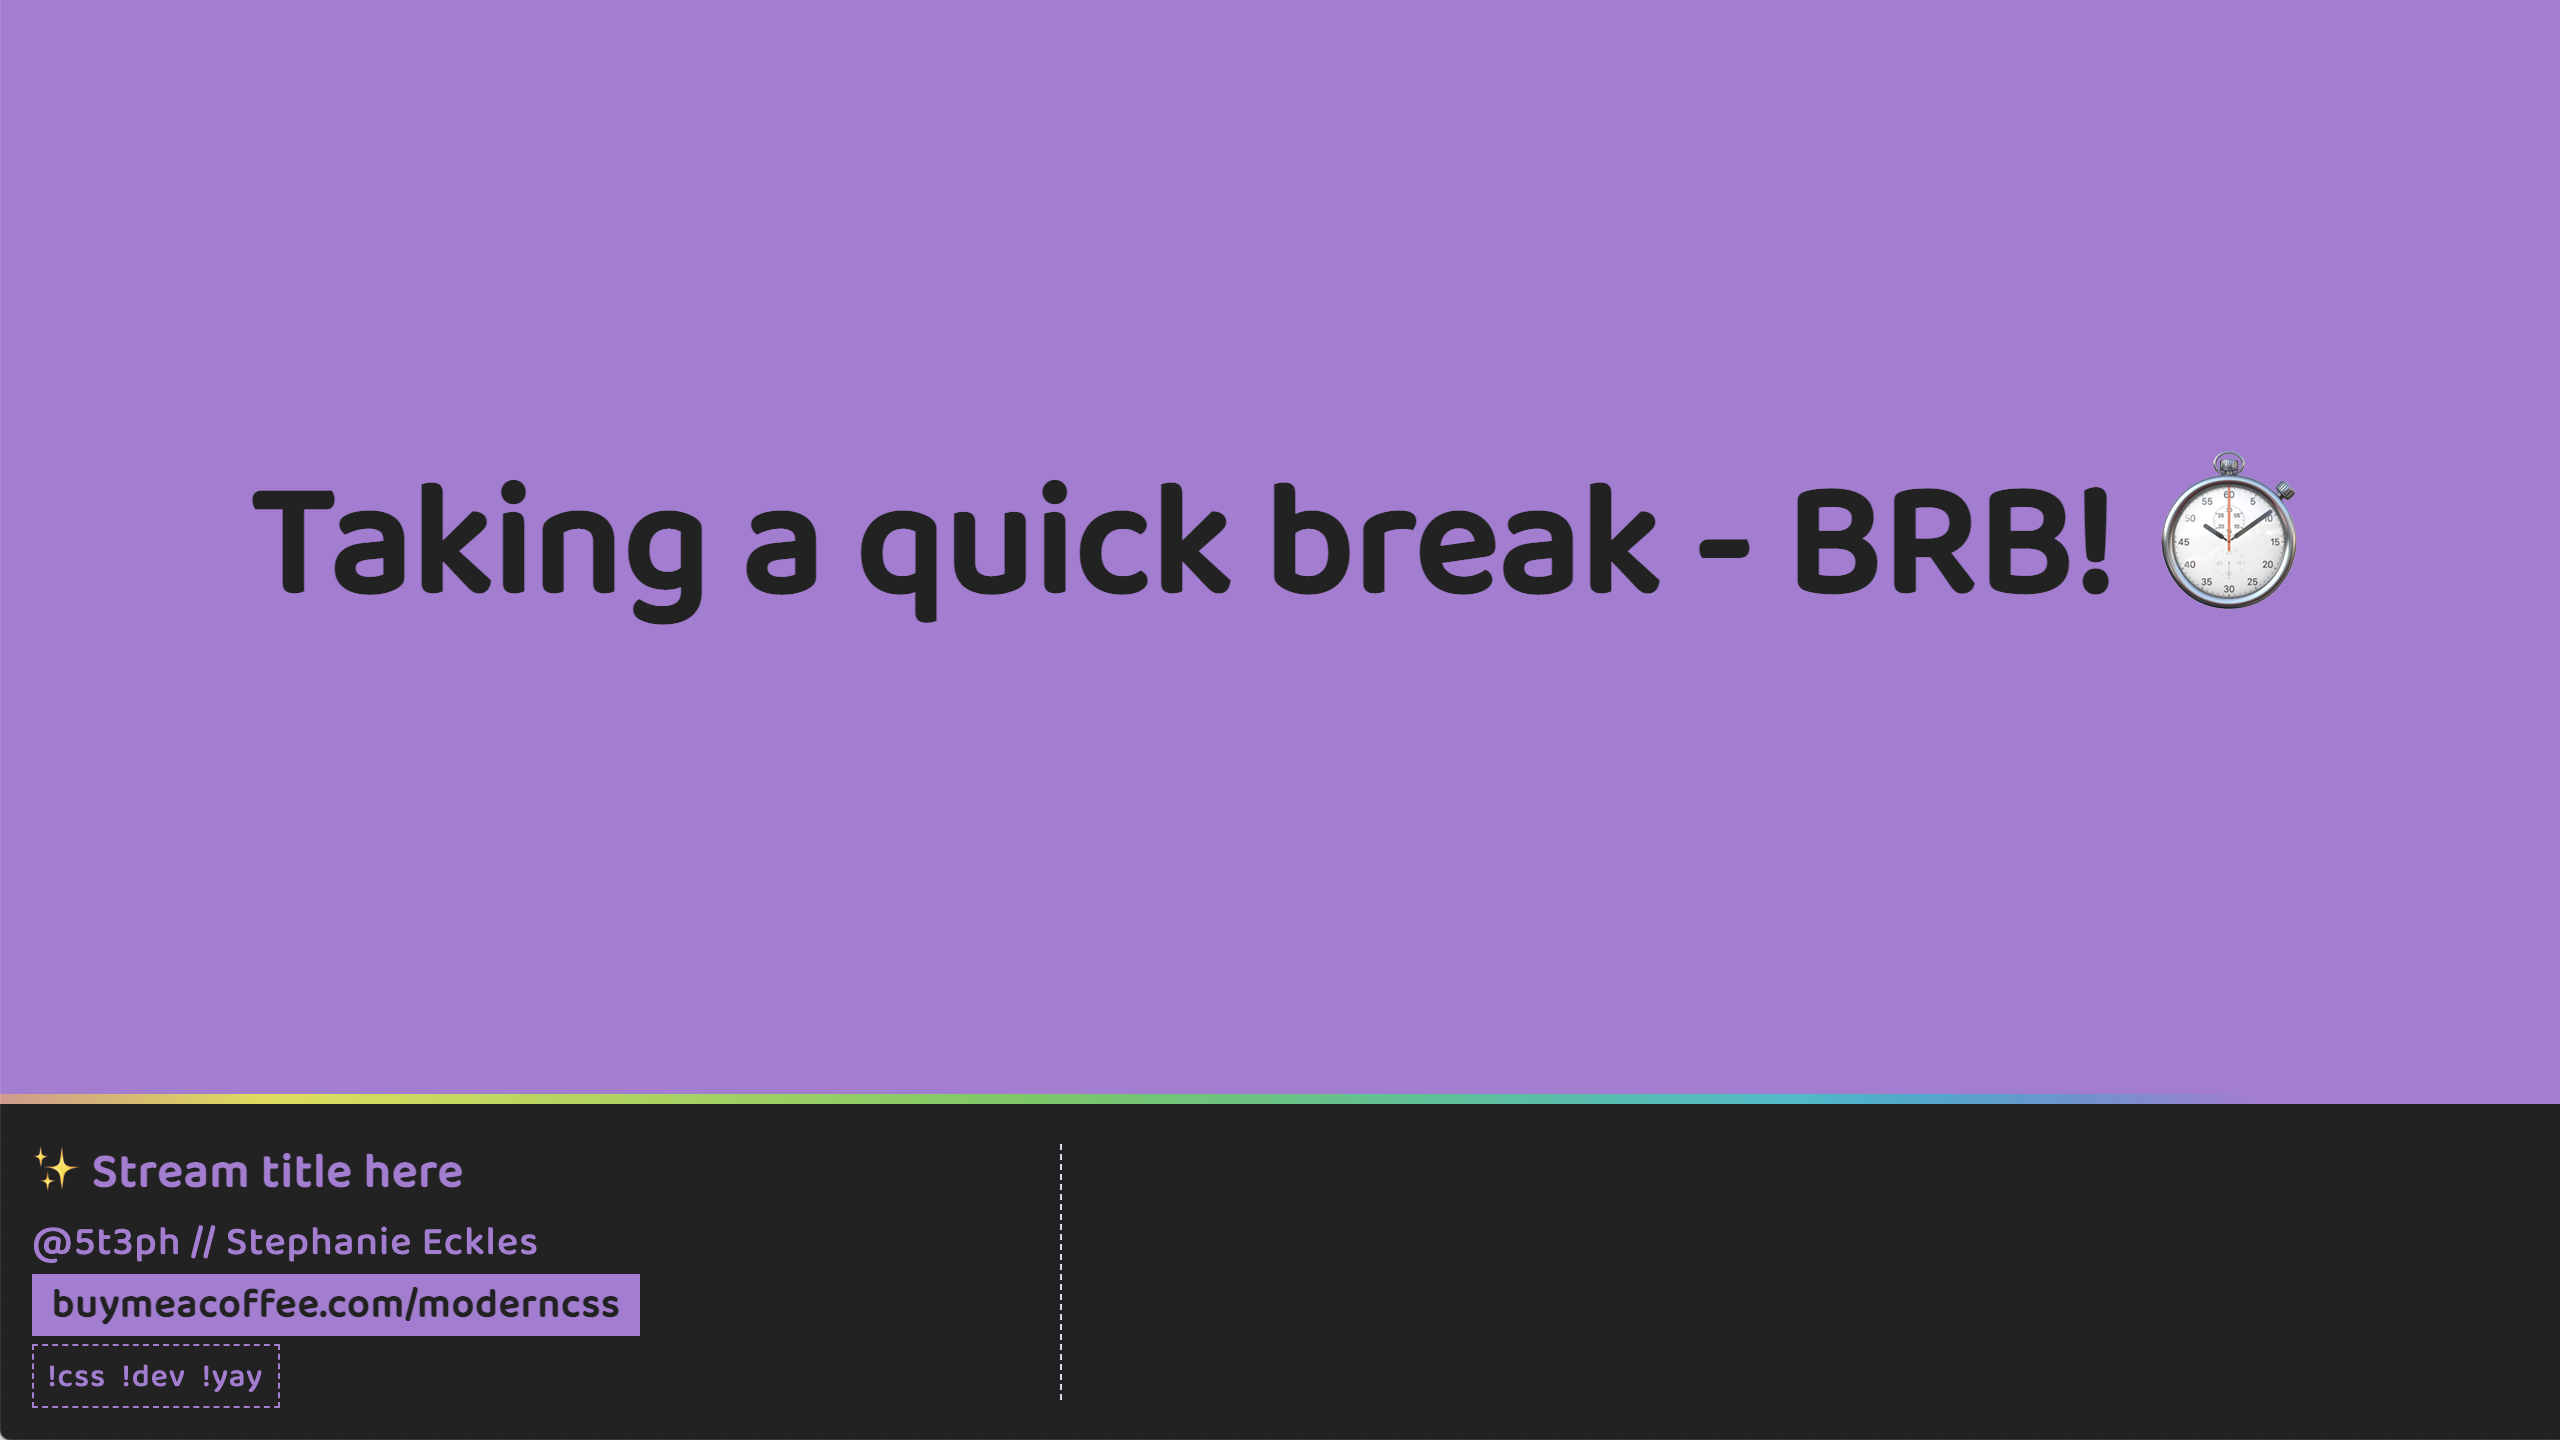 Taking a quick break - BRB! ⏱️
✨ Stream title here
@5t3ph // Stephanie Eckles
buymeacoffee.com/moderncss
!css !dev !yay